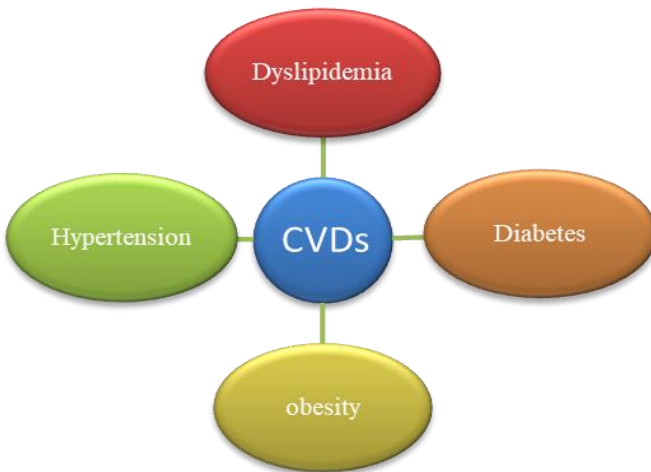 Dyslipidemia
Hypertension
CVDs
Diabetes
obesity